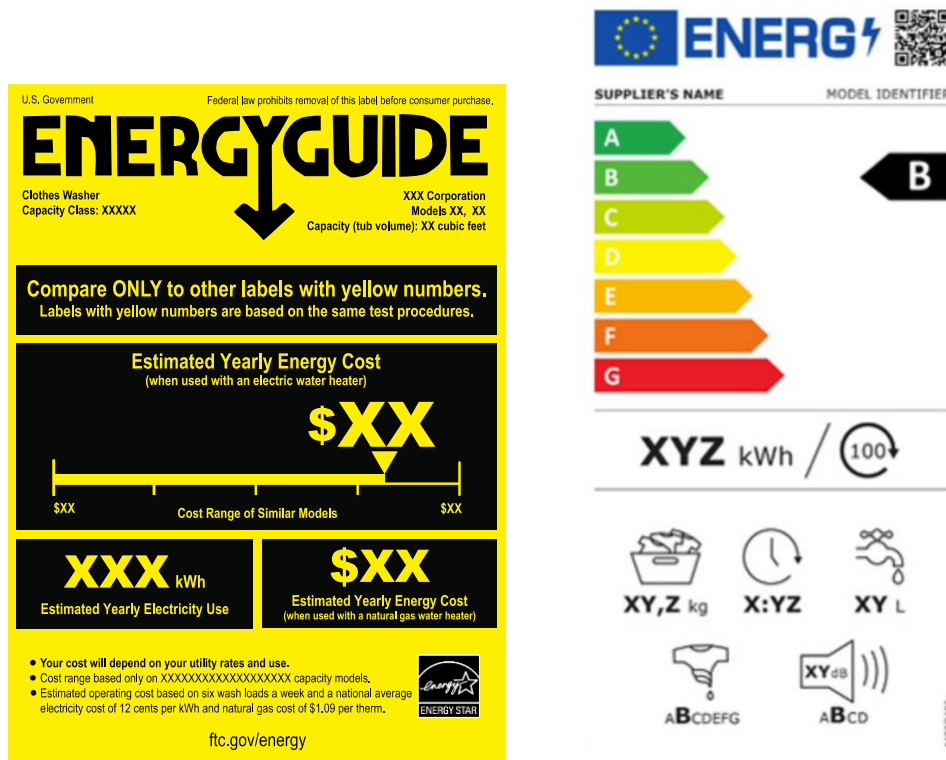 U.S. Government Federal law prohibits removal of this label before consumer purchase.
ENERGYGUIDE
Clothes Washer
Capacity Class: XXXXX
XXX Corporation
Models XX, XX
Capacity (tub volume): XX cubic feet
Compare ONLY to other labels with yellow numbers.
Labels with yellow numbers are based on the same test procedures.
Estimated Yearly Energy Cost
(when used with an electric water heater)
$XX
$XX
Cost Range of Similar Models
$XX
XXX kWh
Estimated Yearly Electricity Use
$XX
Estimated Yearly Energy Cost
(when used with a natural gas water heater)
● Your cost will depend on your utility rates and use.
● Cost range based only on XXXXXXXXXXXXXXXXXXX capacity models.
● Estimated operating cost based on six wash loads a week and a national average
electricity cost of 12 cents per kWh and natural gas cost of $1.09 per therm.
energy
ENERGY STAR
ftc.gov/energy
ENERG
SUPPLIER'S NAME MODEL IDENTIFIER
A
B
B
C
D
E
F
G
XYZ kWh / 100
XY,Z kg
X:YZ
XY L
ABCDEFG
XY dB
ABCD